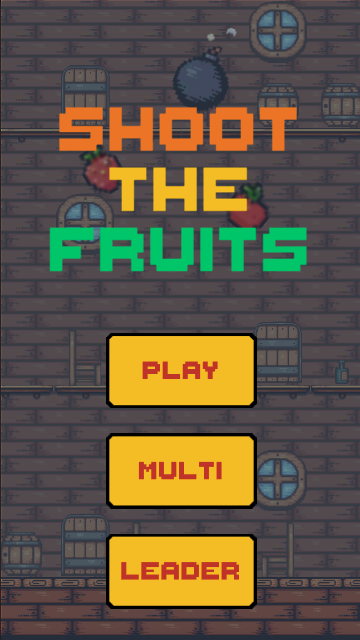 SHOOT
THE
FRUITS
PLAY
MULTI
LEADER